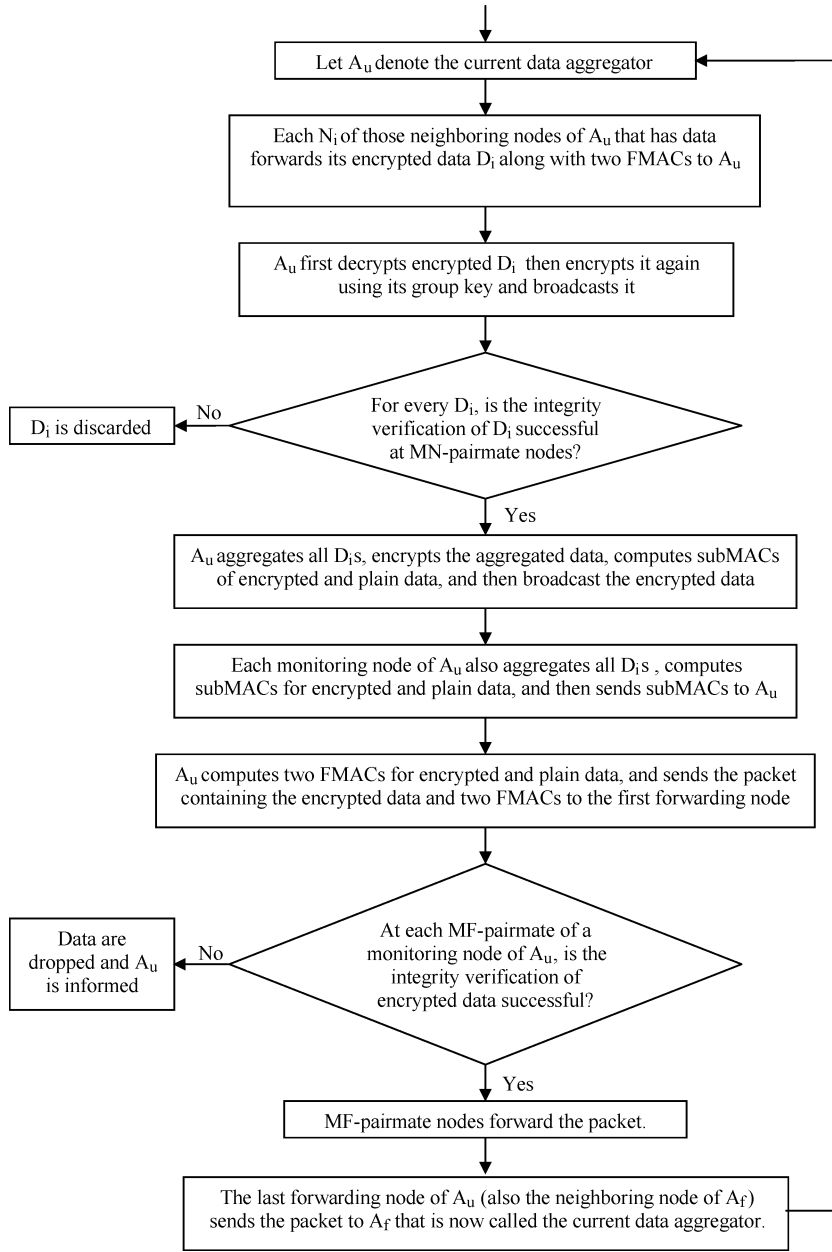 Let Au denote the current data aggregator
Each Ni of those neighboring nodes of Au that has data
forwards its encrypted data Di along with two FMACs to Au
Au first decrypts encrypted Di then encrypts it again
using its group key and broadcasts it
For every Di, is the integrity
verification of Di successful
at MN-pairmate nodes?
No
Di is discarded
Yes
Au aggregates all Dis, encrypts the aggregated data, computes subMACs
of encrypted and plain data, and then broadcast the encrypted data
Each monitoring node of Au also aggregates all Dis , computes
subMACs for encrypted and plain data, and then sends subMACs to Au
Au computes two FMACs for encrypted and plain data, and sends the packet
containing the encrypted data and two FMACs to the first forwarding node
At each MF-pairmate of a
monitoring node of Au, is the
integrity verification of
encrypted data successful?
No
Data are
dropped and Au
is informed
Yes
MF-pairmate nodes forward the packet.
The last forwarding node of Au (also the neighboring node of Af)
sends the packet to Af that is now called the current data aggregator.